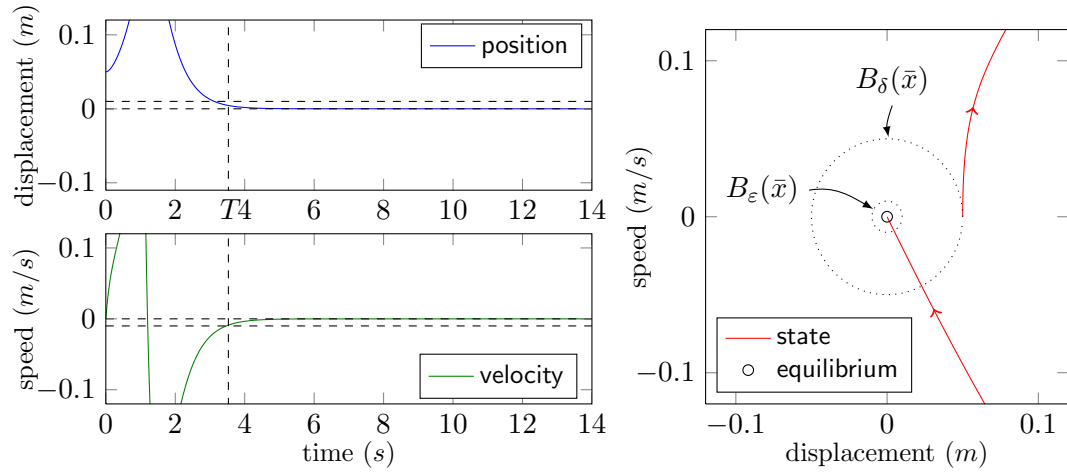 displacement (m)
0.1
0
−0.1
position
0 2 T 4 6 8 10 12 14
speed (m/s)
0.1
0
−0.1
velocity
0 2 4 6 8 10 12 14
time (s)
speed (m/s)
0.1
0
−0.1
B_δ(x̄)
B_ε(x̄)
state
equilibrium
−0.1 0 0.1
displacement (m)